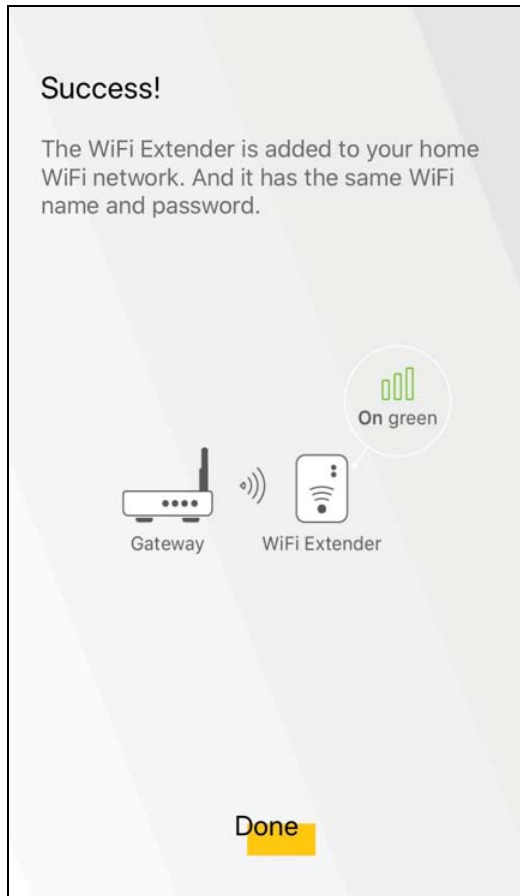 Success!
The WiFi Extender is added to your home
WiFi network. And it has the same WiFi
name and password.
On green
Gateway
WiFi Extender
Done